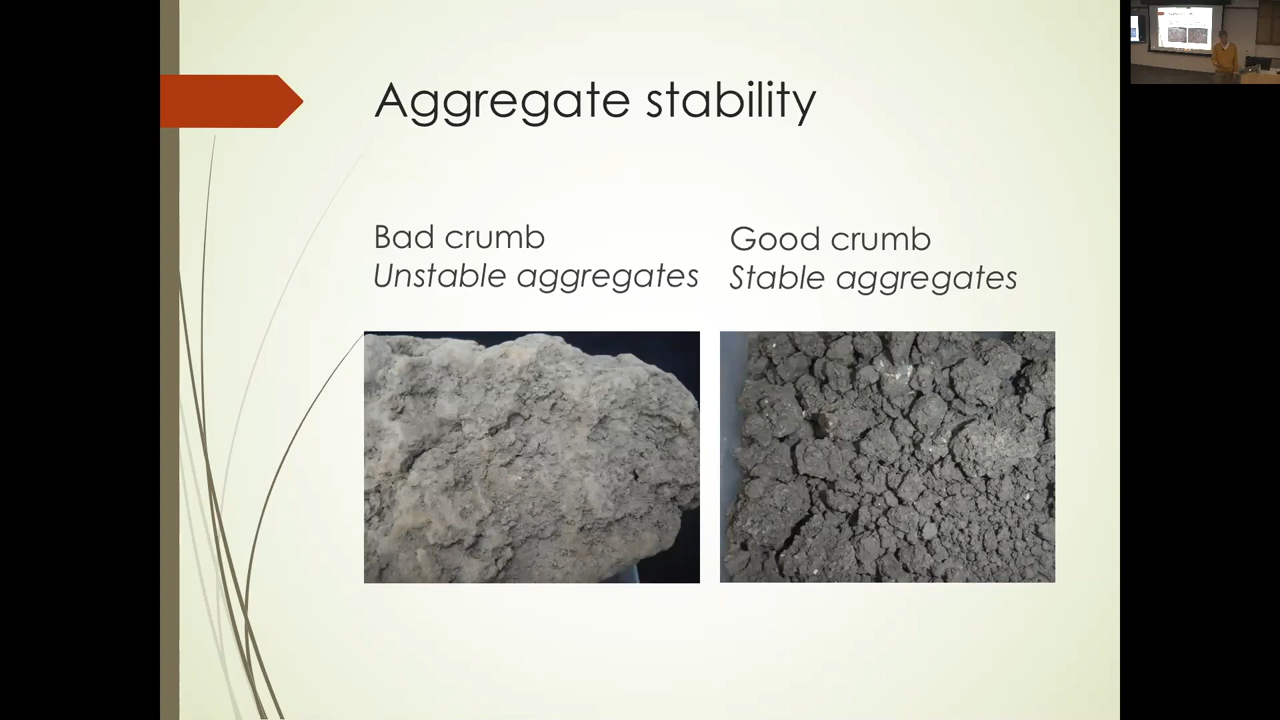 Aggregate stability
Bad crumb
Unstable aggregates
Good crumb
Stable aggregates